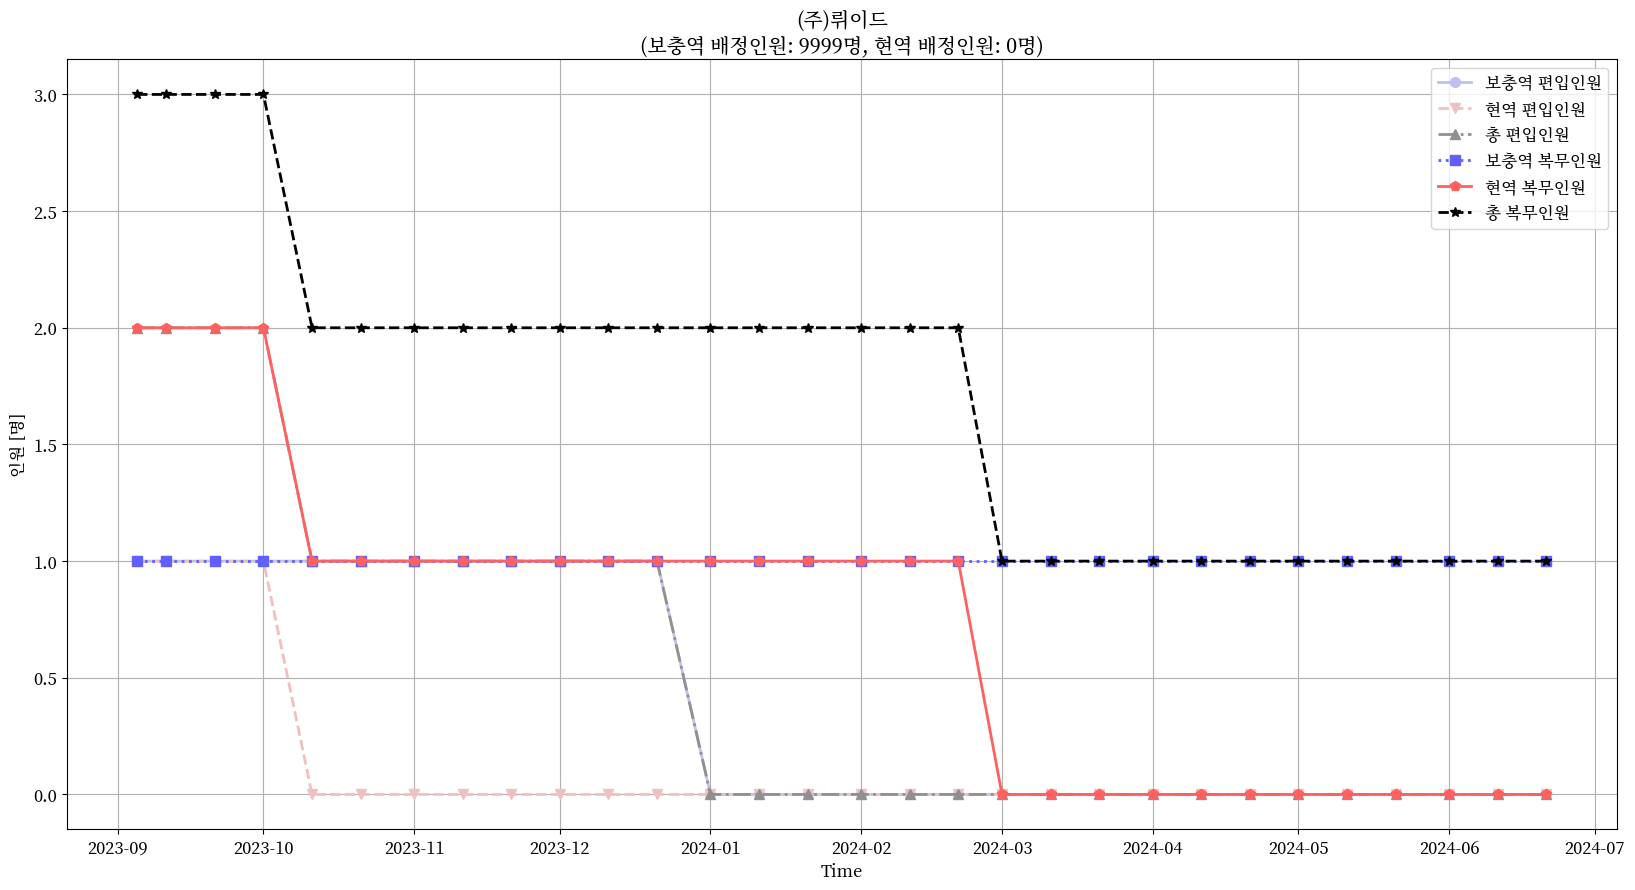 (주)뤼이드
(보충역 배정인원: 9999명, 현역 배정인원: 0명)
보충역 편입인원
현역 편입인원
총 편입인원
보충역 복무인원
현역 복무인원
총 복무인원
인원 [명]
3.0
2.5
2.0
1.5
1.0
0.5
0.0
2023-09 2023-10 2023-11 2023-12 2024-01 2024-02 2024-03 2024-04 2024-05 2024-06 2024-07
Time